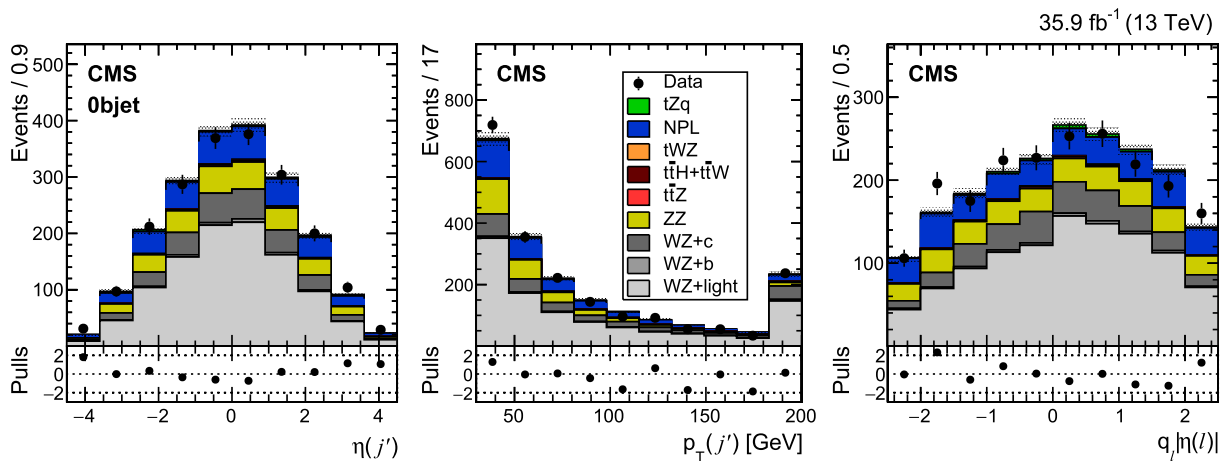 35.9 fb⁻¹ (13 TeV)
Events / 0.9
500
400
300
200
100
CMS
0bjet
Pulls
2
0
−2
−4
−2
0
2
4
η(j′)
Events / 17
800
600
400
200
CMS
Data
tZq
NPL
tWZ
tt̄H+tt̄W
tt̄Z
ZZ
WZ+c
WZ+b
WZ+light
Pulls
2
0
−2
50
100
150
200
p_T(j′) [GeV]
Events / 0.5
300
200
100
CMS
Pulls
2
0
−2
−2
−1
0
1
2
q_l|η(l)|